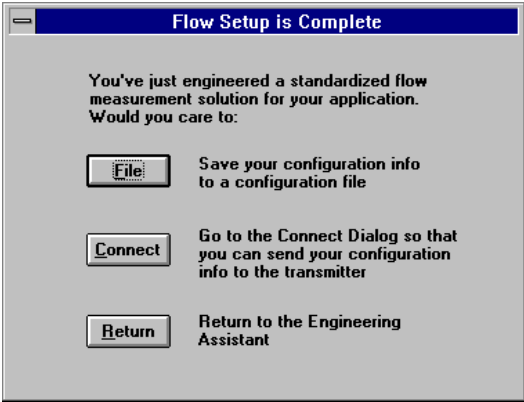 Flow Setup is Complete
You've just engineered a standardized flow
measurement solution for your application.
Would you care to:
File
Save your configuration info
to a configuration file
Connect
Go to the Connect Dialog so that
you can send your configuration
info to the transmitter
Return
Return to the Engineering
Assistant